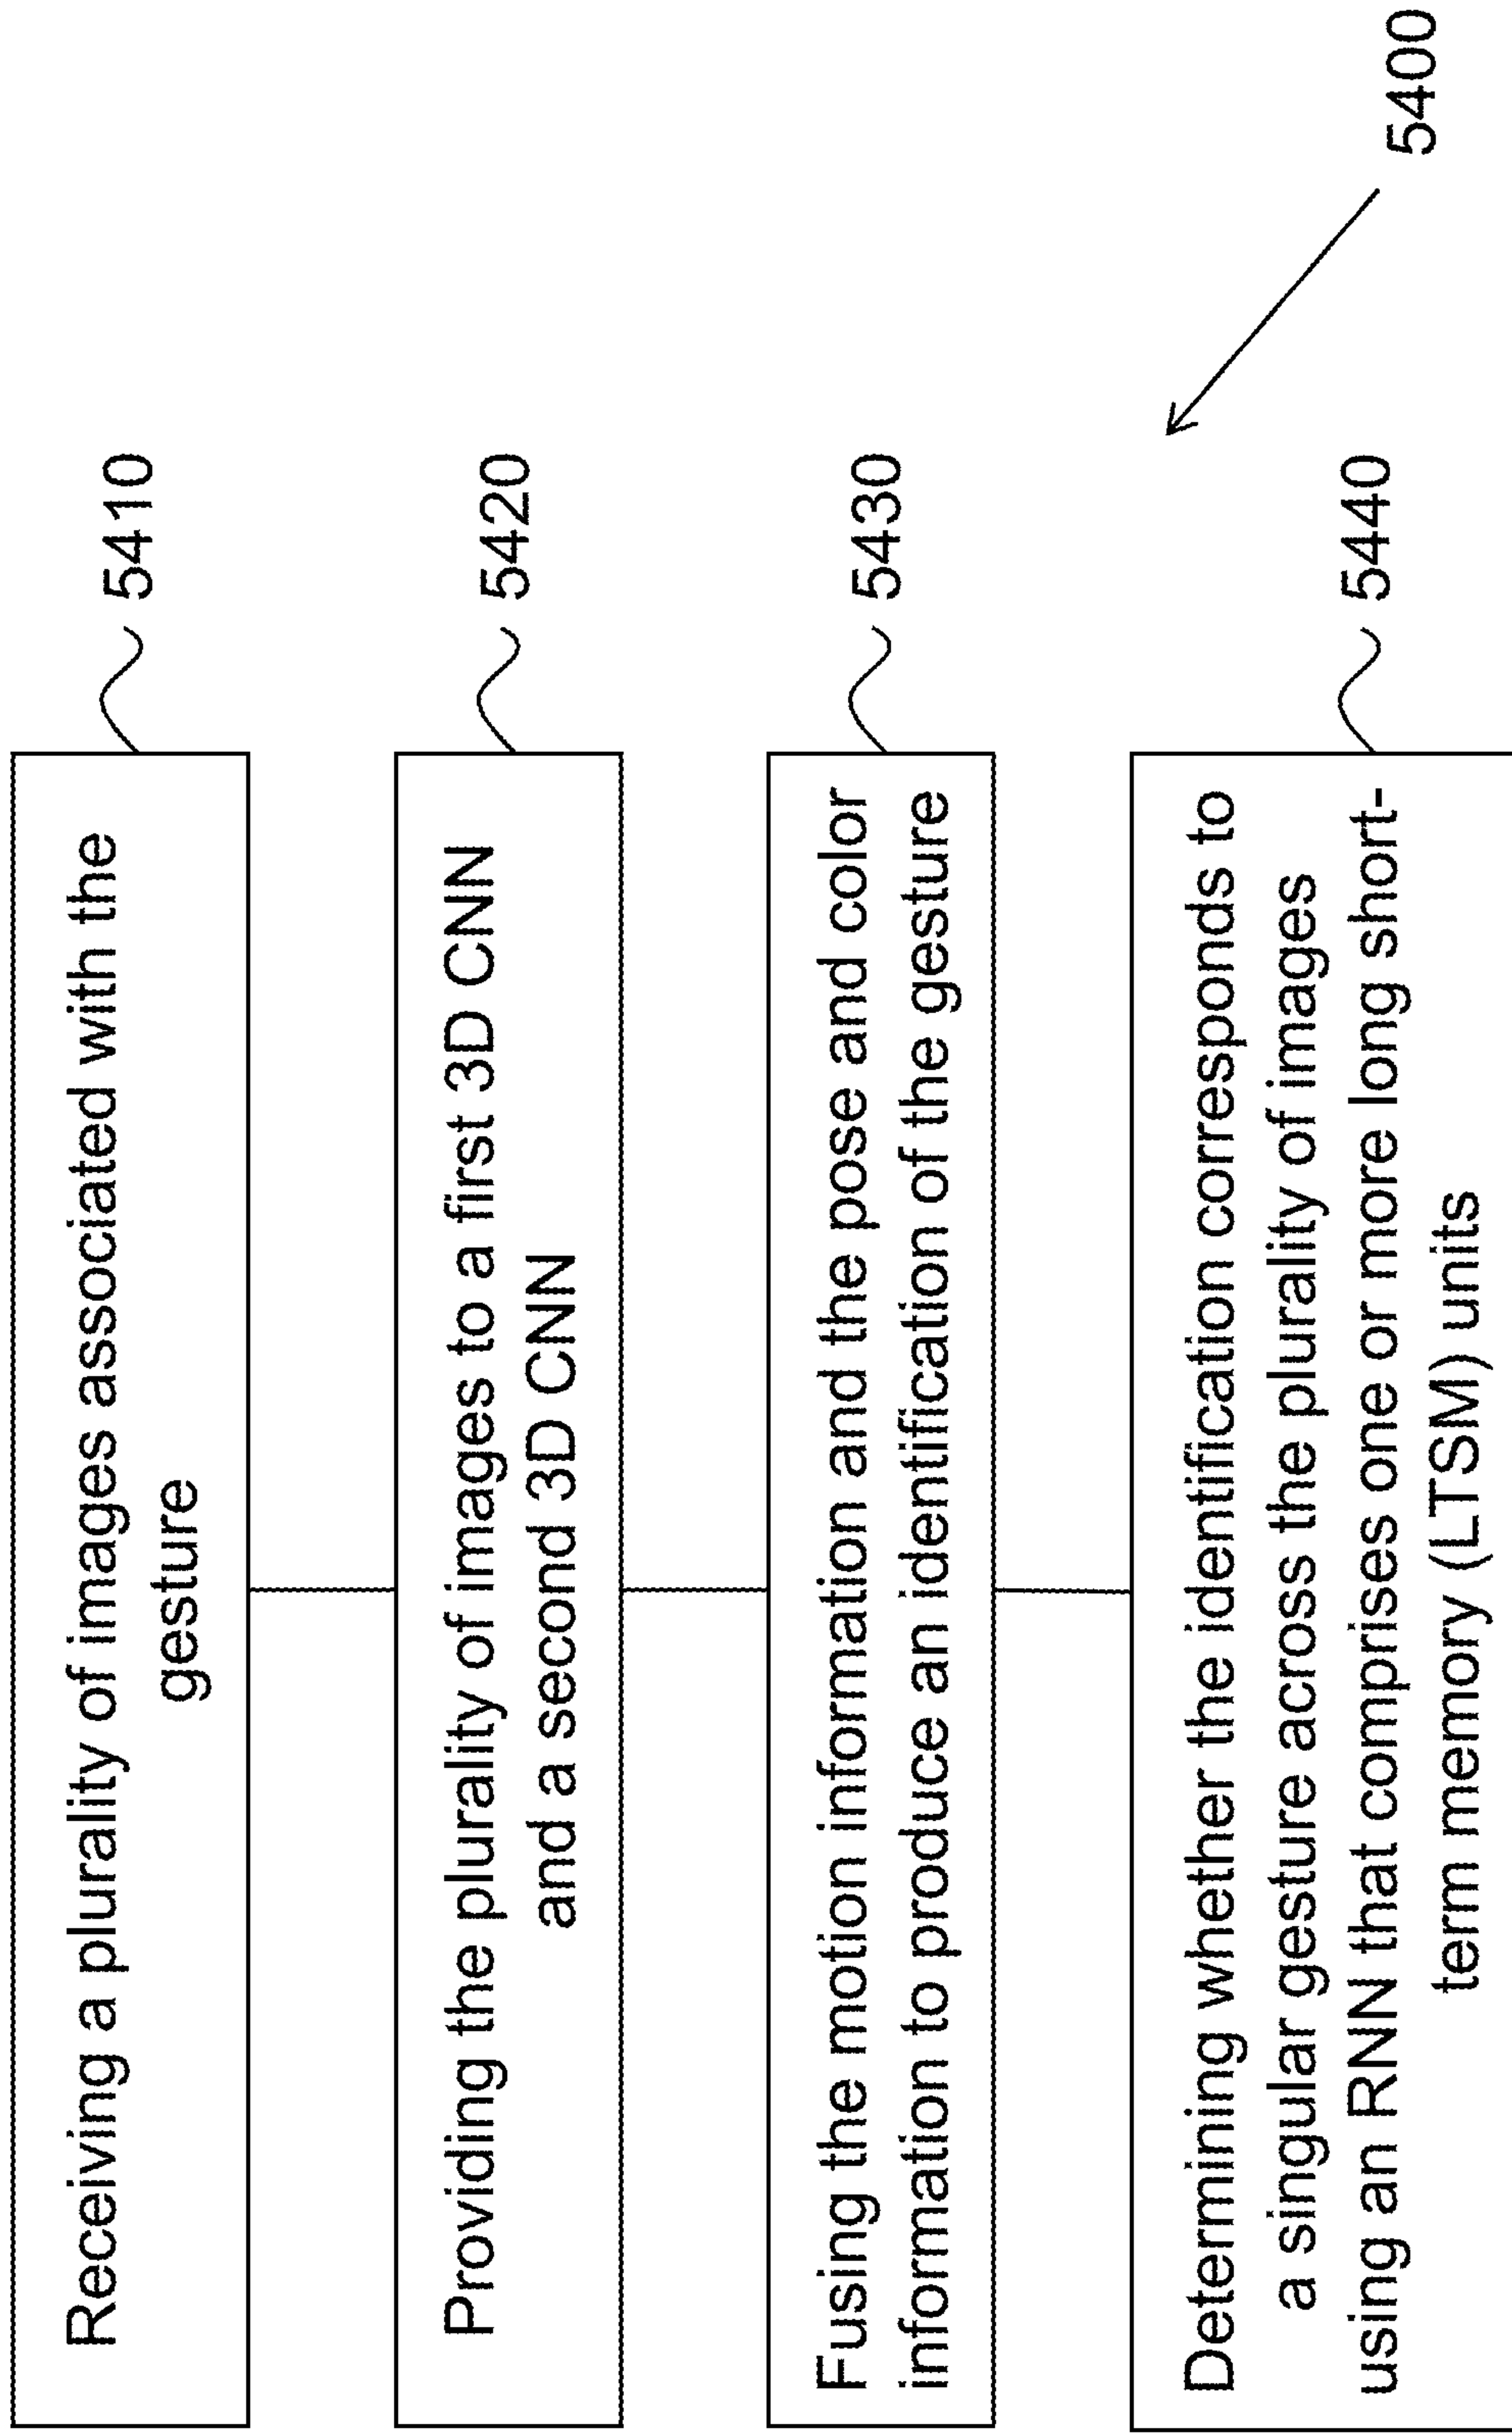 Receiving a plurality of images associated with the
gesture
5410
Providing the plurality of images to a first 3D CNN
and a second 3D CNN
5420
Fusing the motion information and the pose and color
information to produce an identification of the gesture
5430
Determining whether the identification corresponds to
a singular gesture across the plurality of images
using an RNN that comprises one or more long short-
term memory (LTSM) units
5440
5400